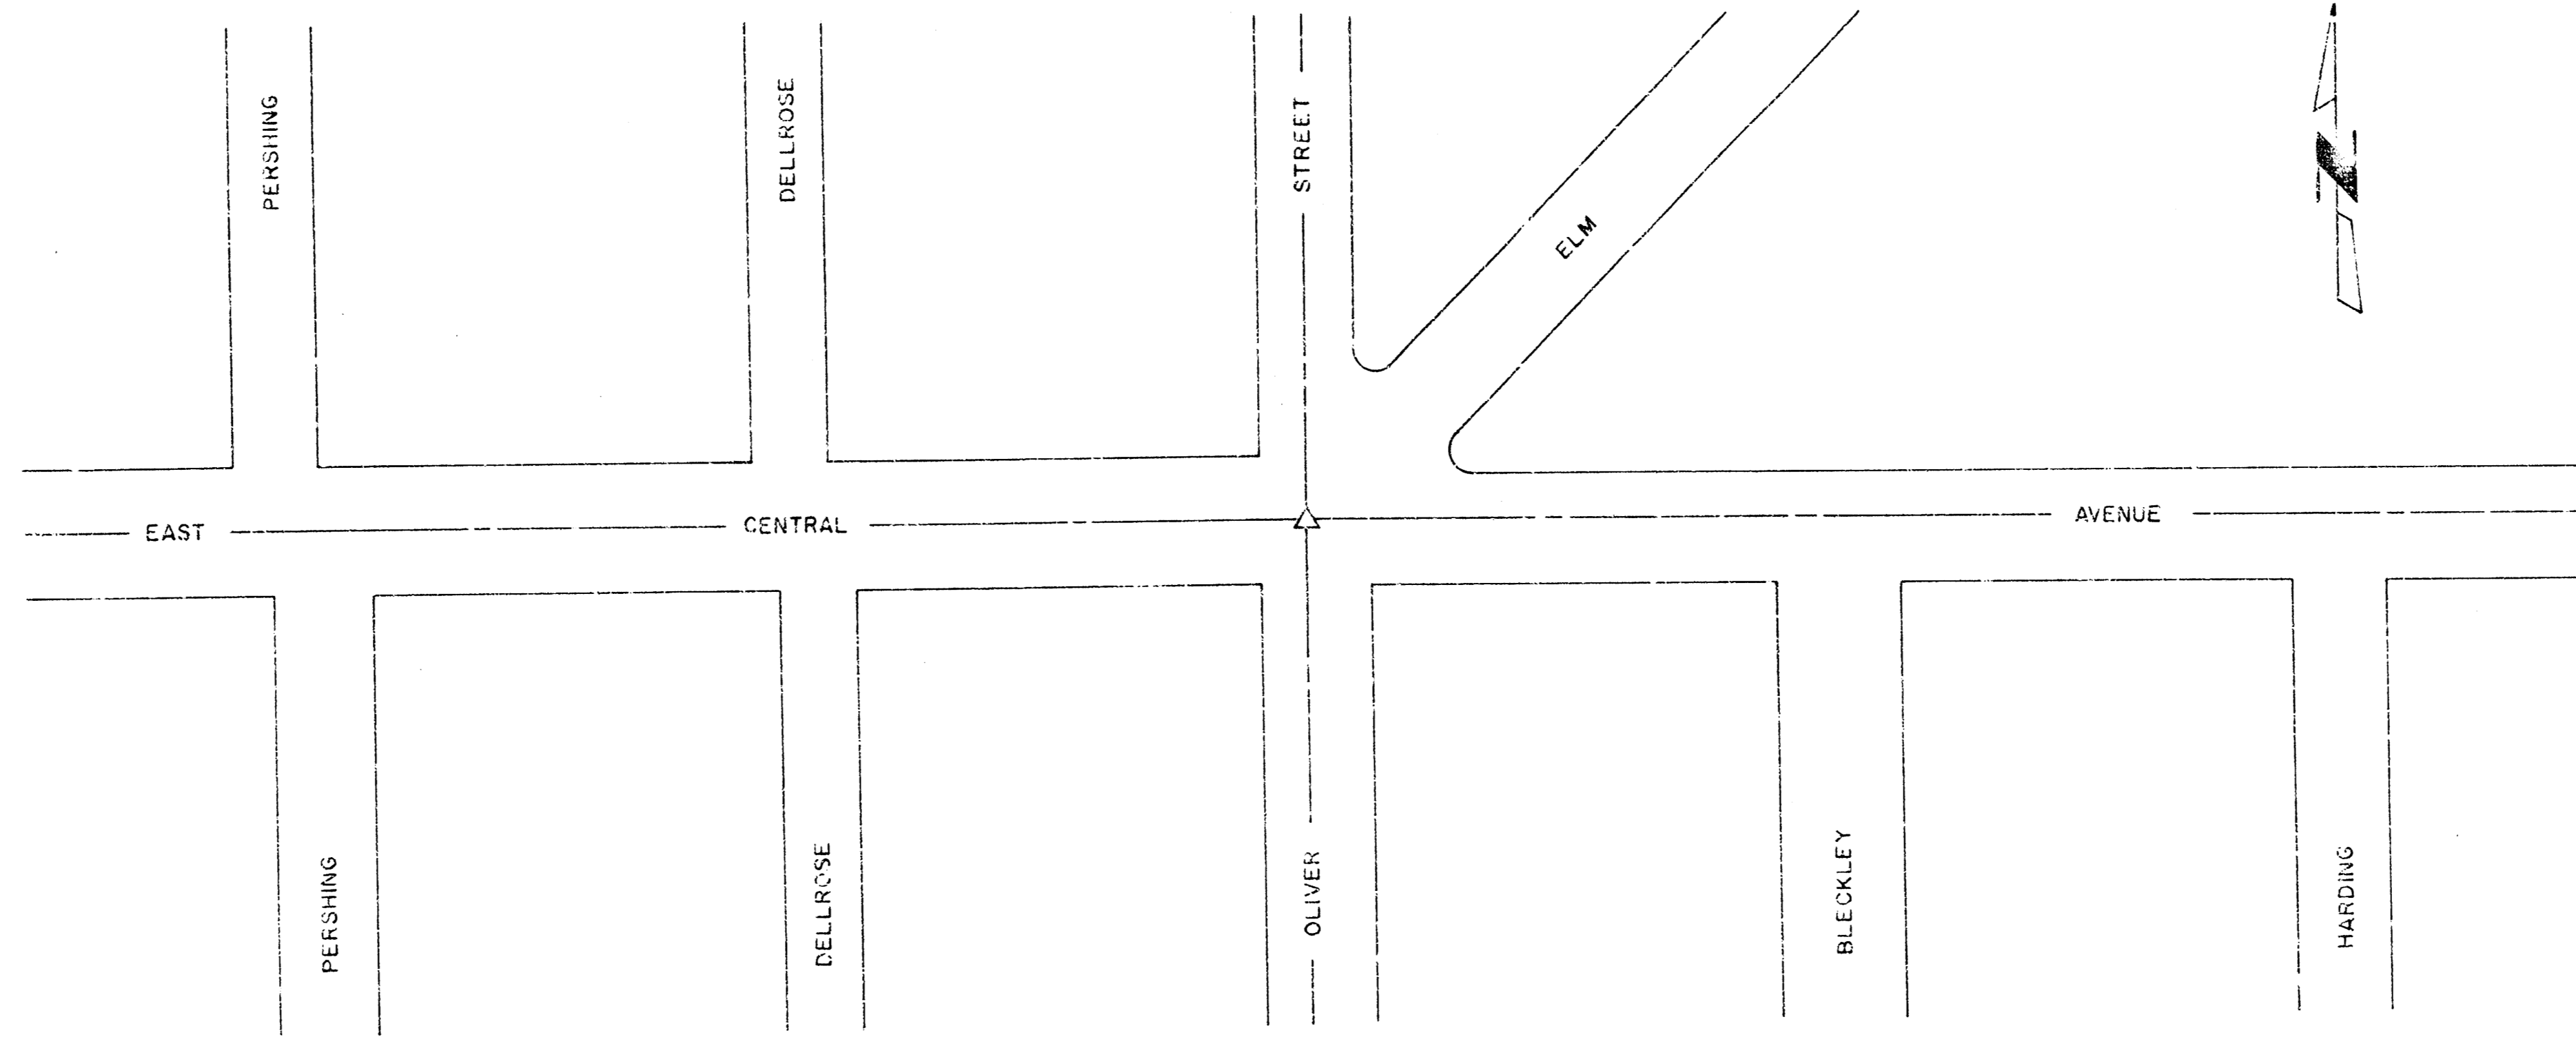 PERSHING
DELLROSE
STREET
ELM
N
EAST CENTRAL AVENUE
PERSHING
DELLROSE
OLIVER
BLECKLEY
HARDING